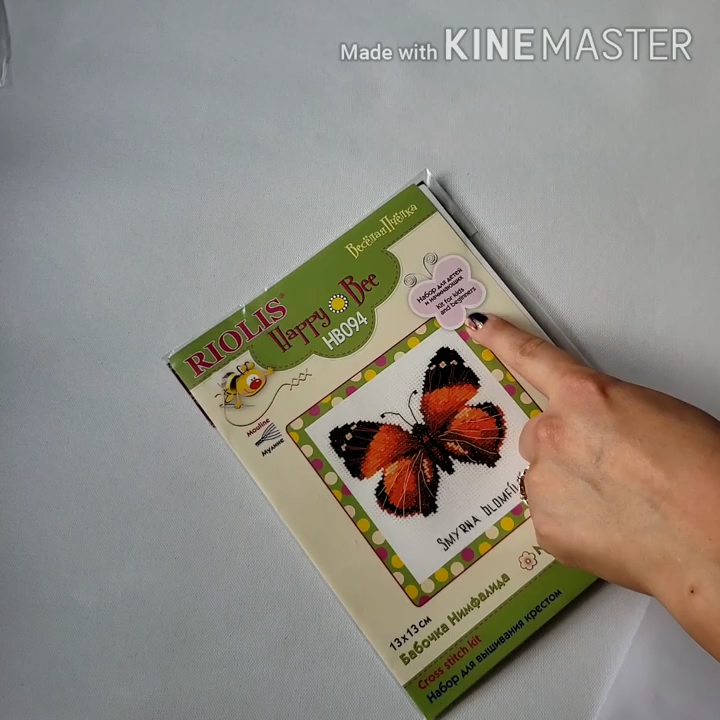 Made with KINEMASTER
Весёлая Пчёлка
RIOLIS®
Happy Bee
HB094
Набор для детей
и начинающих
Kit for kids
and beginners
Mouline
Мулине
SMYRNA
13x13 см
Бабочка Нимфалида
Cross stitch kit
Набор для вышивания крестом